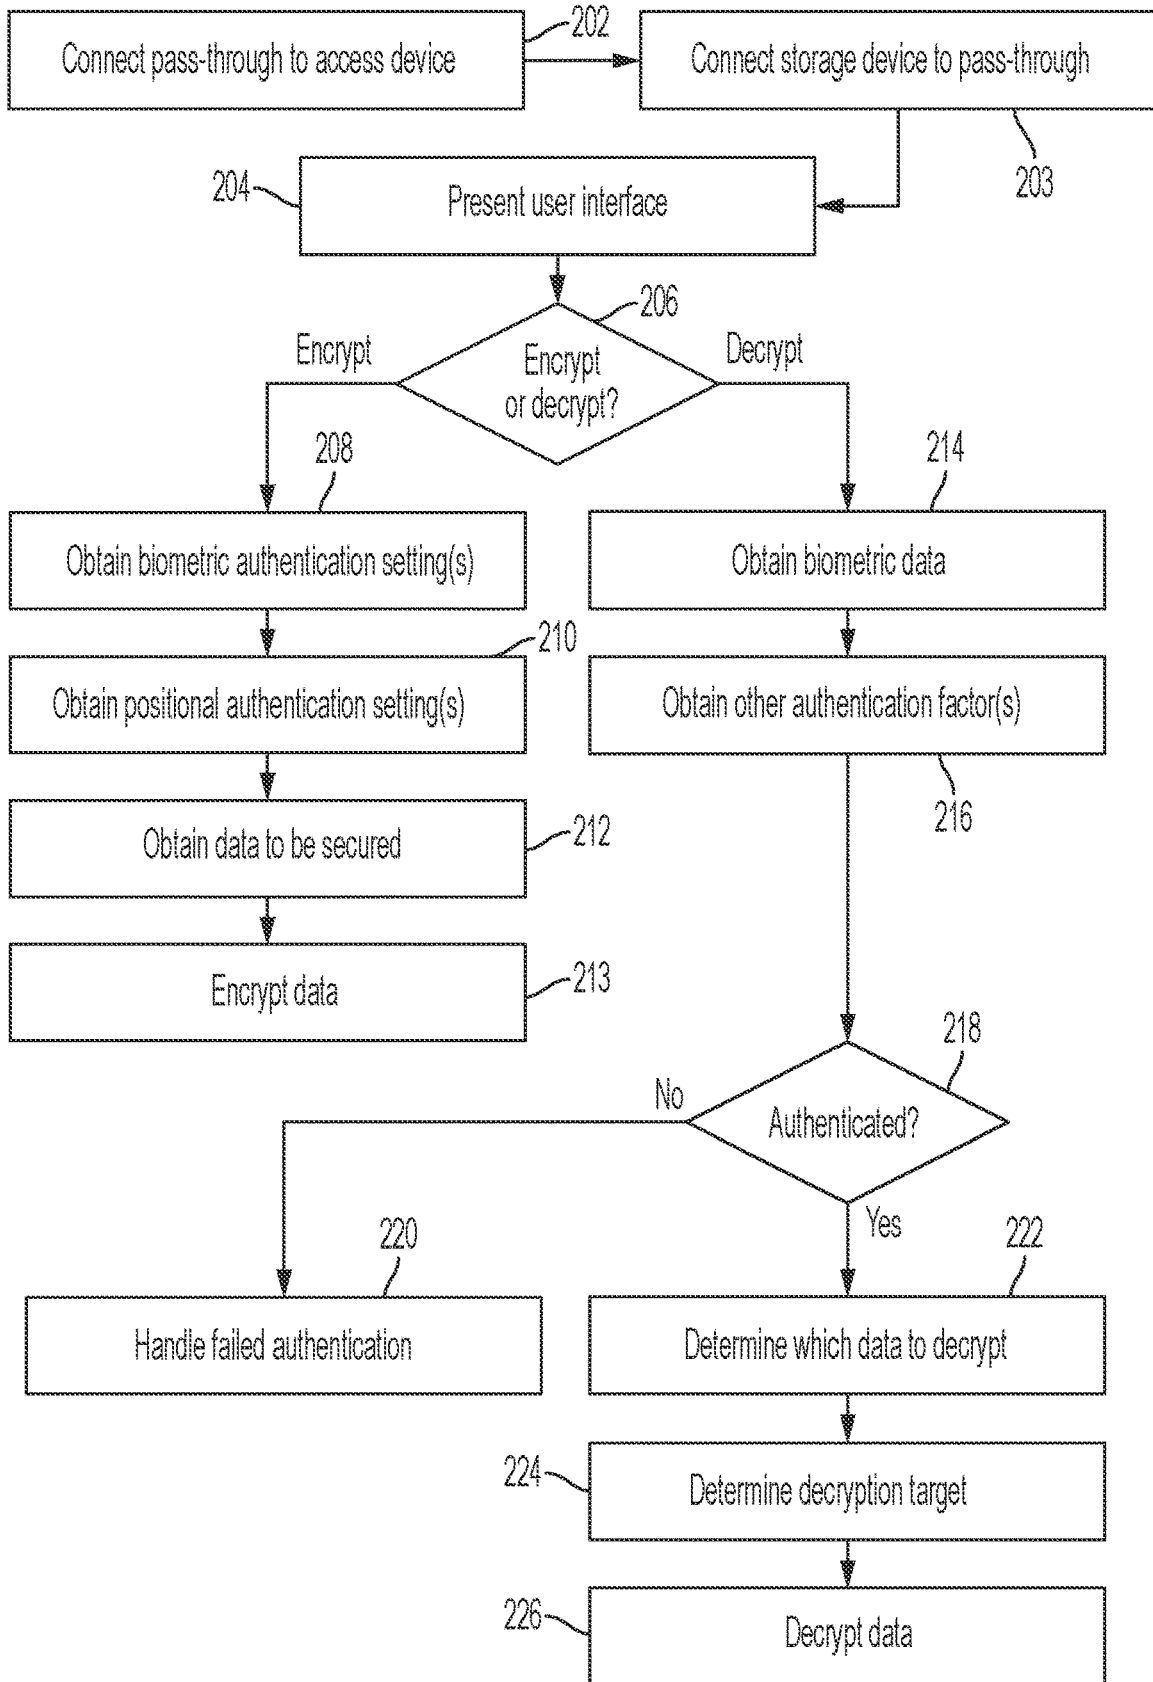 202
Connect pass-through to access device
Connect storage device to pass-through
203
204
Present user interface
206
Encrypt
Decrypt
Encrypt
or decrypt?
208
214
Obtain biometric authentication setting(s)
Obtain biometric data
210
Obtain positional authentication setting(s)
Obtain other authentication factor(s)
216
Obtain data to be secured
212
Encrypt data
213
218
No
Authenticated?
Yes
220
222
Handle failed authentication
Determine which data to decrypt
224
Determine decryption target
226
Decrypt data